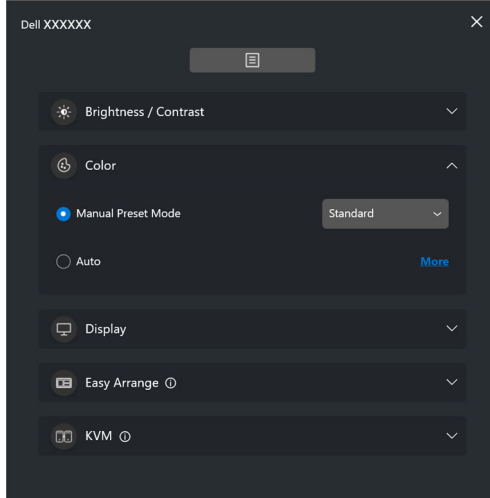 Dell XXXXXX
Brightness / Contrast
Color
Manual Preset Mode Standard
Auto More
Display
Easy Arrange
KVM